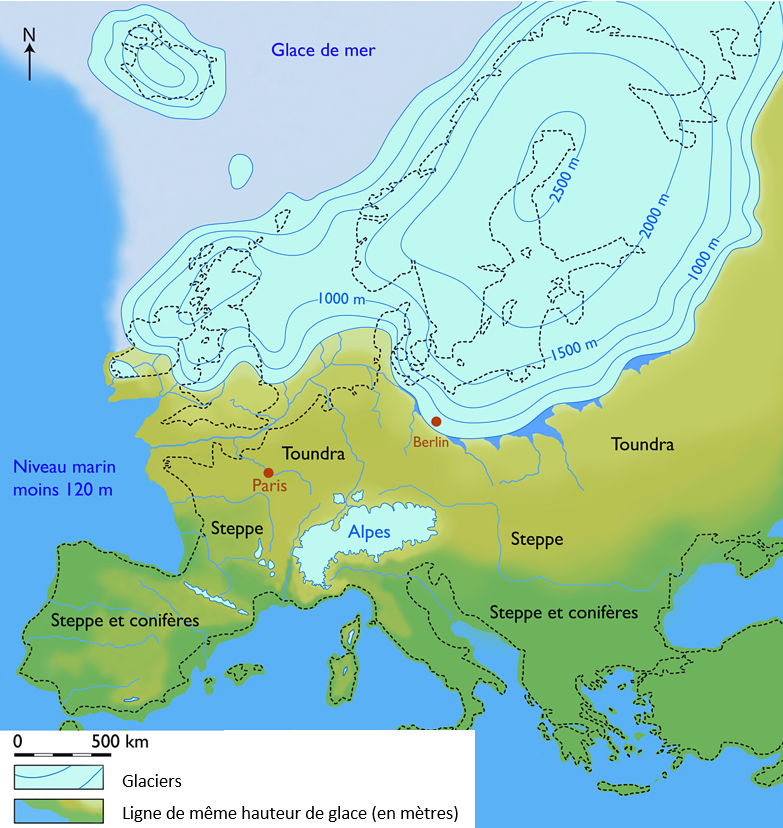 N
Glace de mer
2500 m
2000 m
1000 m
1000 m
1500 m
Berlin
Toundra
Toundra
Niveau marin
moins 120 m
Paris
Steppe
Alpes
Steppe
Steppe et conifères
Steppe et conifères
0 500 km
Glaciers
Ligne de même hauteur de glace (en mètres)